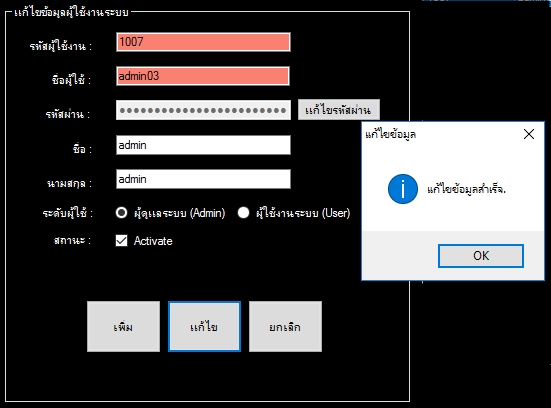 แก้ไขข้อมูลผู้ใช้งานระบบ
รหัสผู้ใช้งาน : 1007
ชื่อผู้ใช้ : admin03
รหัสผ่าน : แก้ไขรหัสผ่าน
แก้ไขข้อมูล
ชื่อ : admin
แก้ไขข้อมูลสำเร็จ.
นามสกุล : admin
ระดับผู้ใช้ : ผู้ดูแลระบบ (Admin) ผู้ใช้งานระบบ (User)
สถานะ : Activate
OK
เพิ่ม แก้ไข ยกเลิก